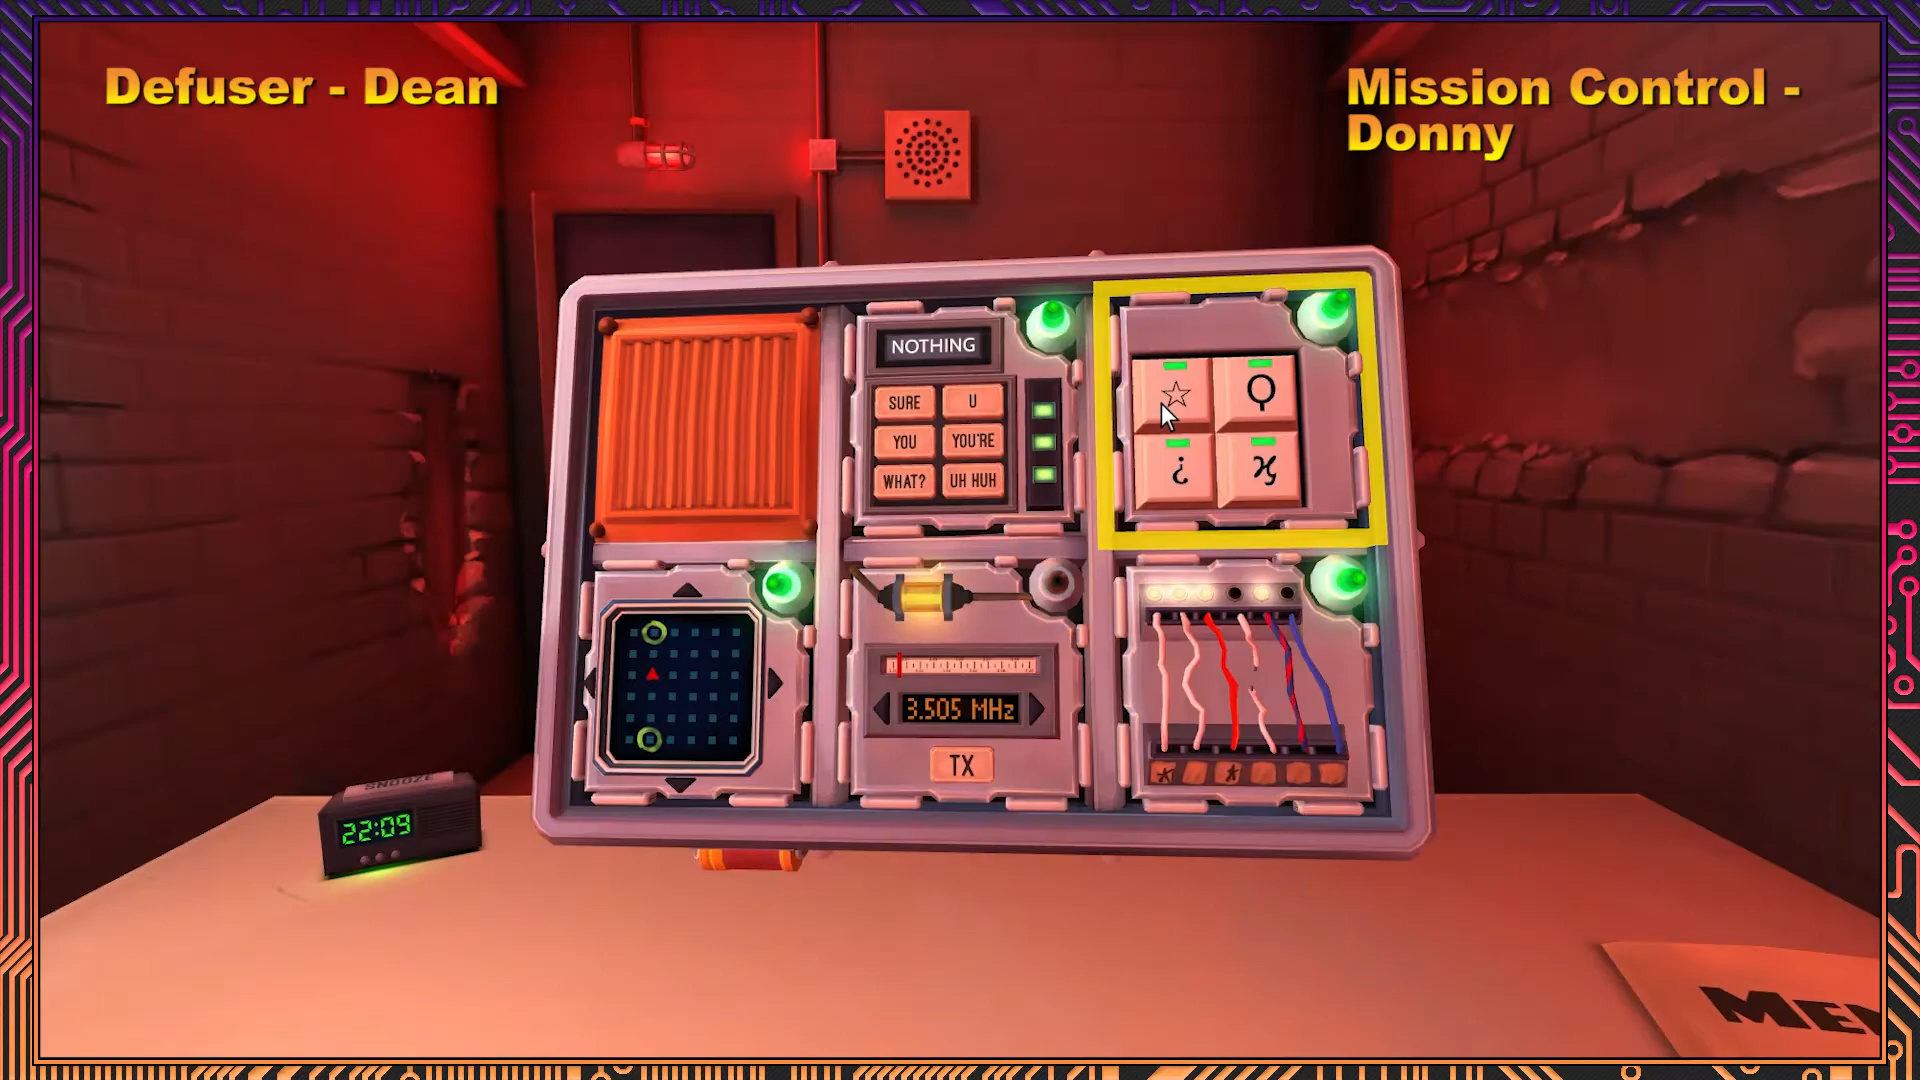 Defuser - Dean
Mission Control -
Donny
NOTHING
SURE
U
YOU
YOU'RE
WHAT?
UH HUH
3.505 MHz
TX
SNOOZE
22:09